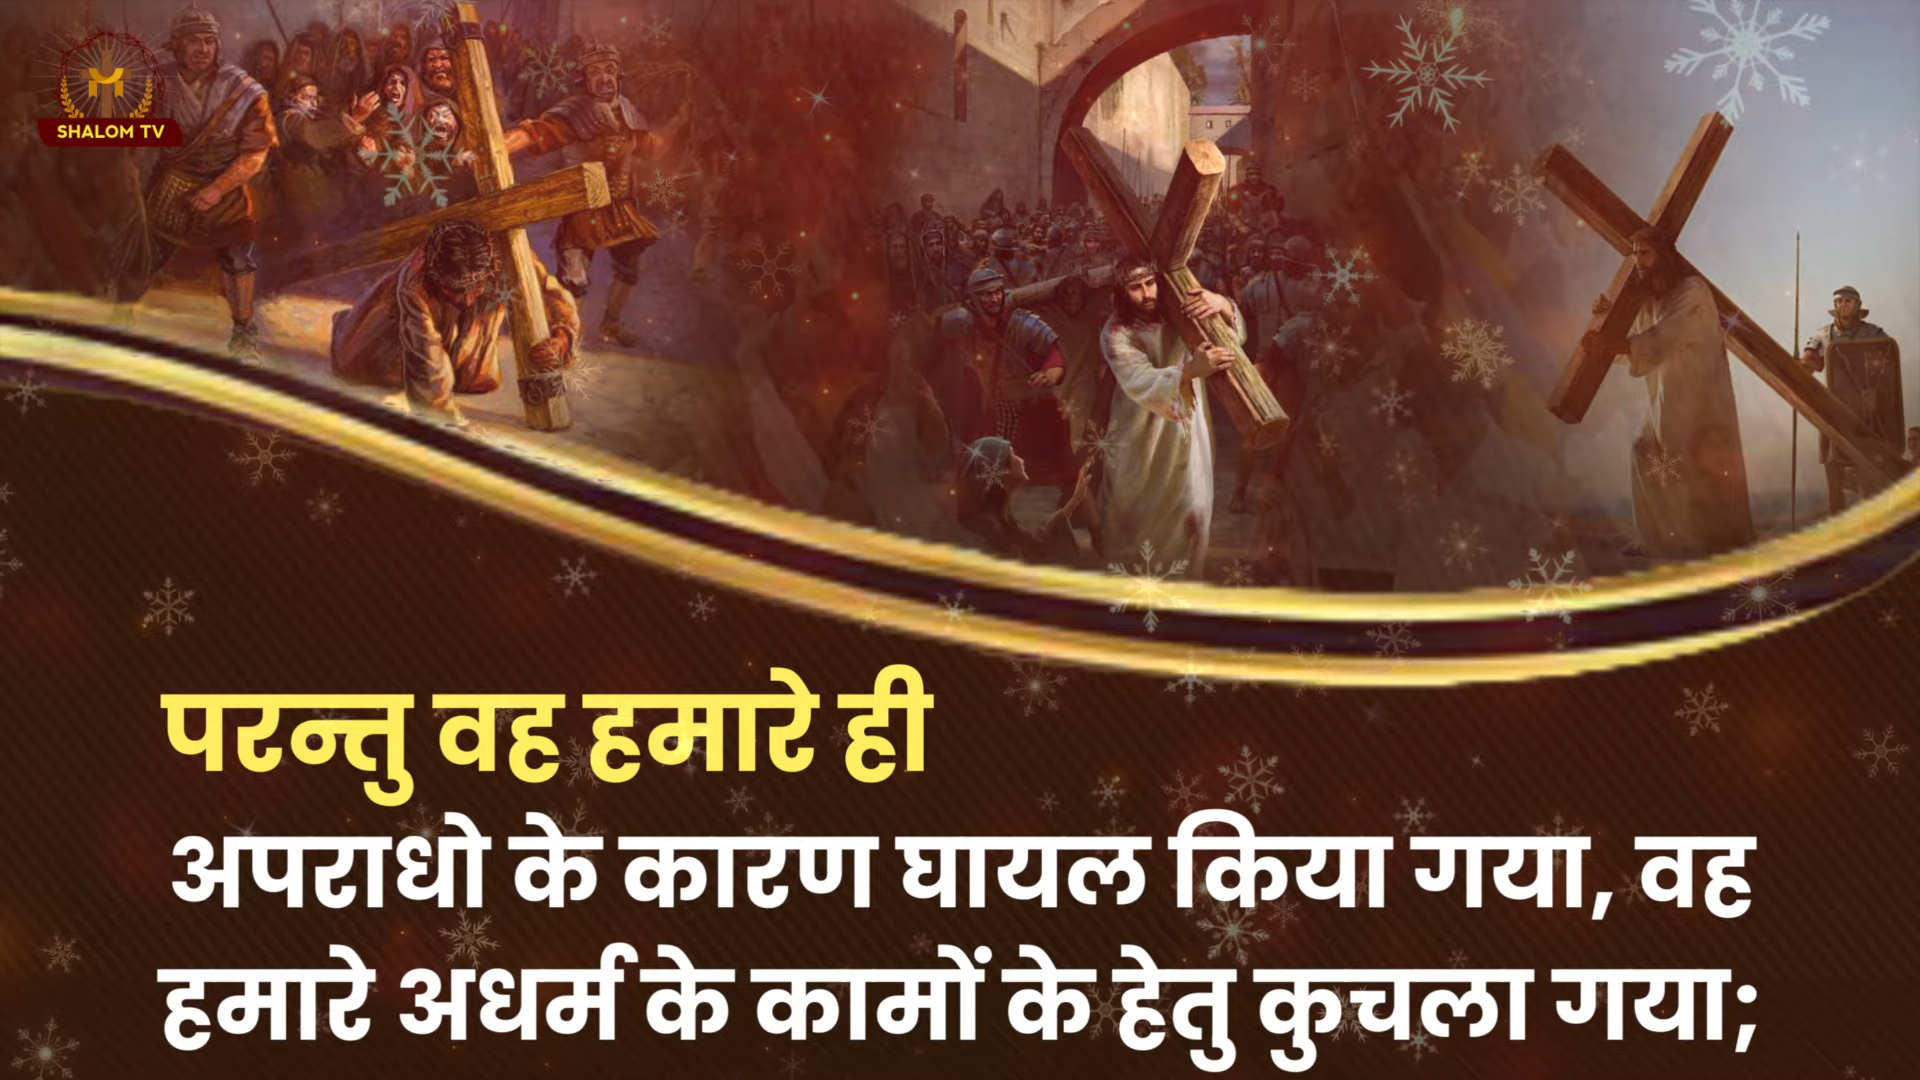 SHALOM TV
परन्तु वह हमारे ही
अपराधो के कारण घायल किया गया, वह
हमारे अधर्म के कामों के हेतु कुचला गया;